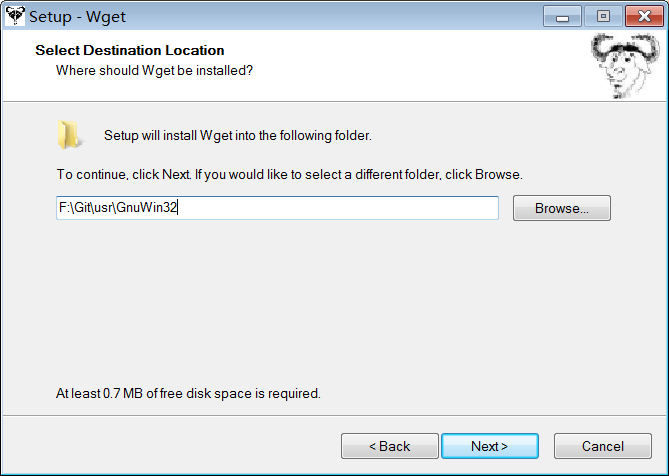 Setup - Wget
Select Destination Location
Where should Wget be installed?
Setup will install Wget into the following folder.
To continue, click Next. If you would like to select a different folder, click Browse.
F:\Git\usr\GnuWin32
Browse...
At least 0.7 MB of free disk space is required.
< Back
Next >
Cancel